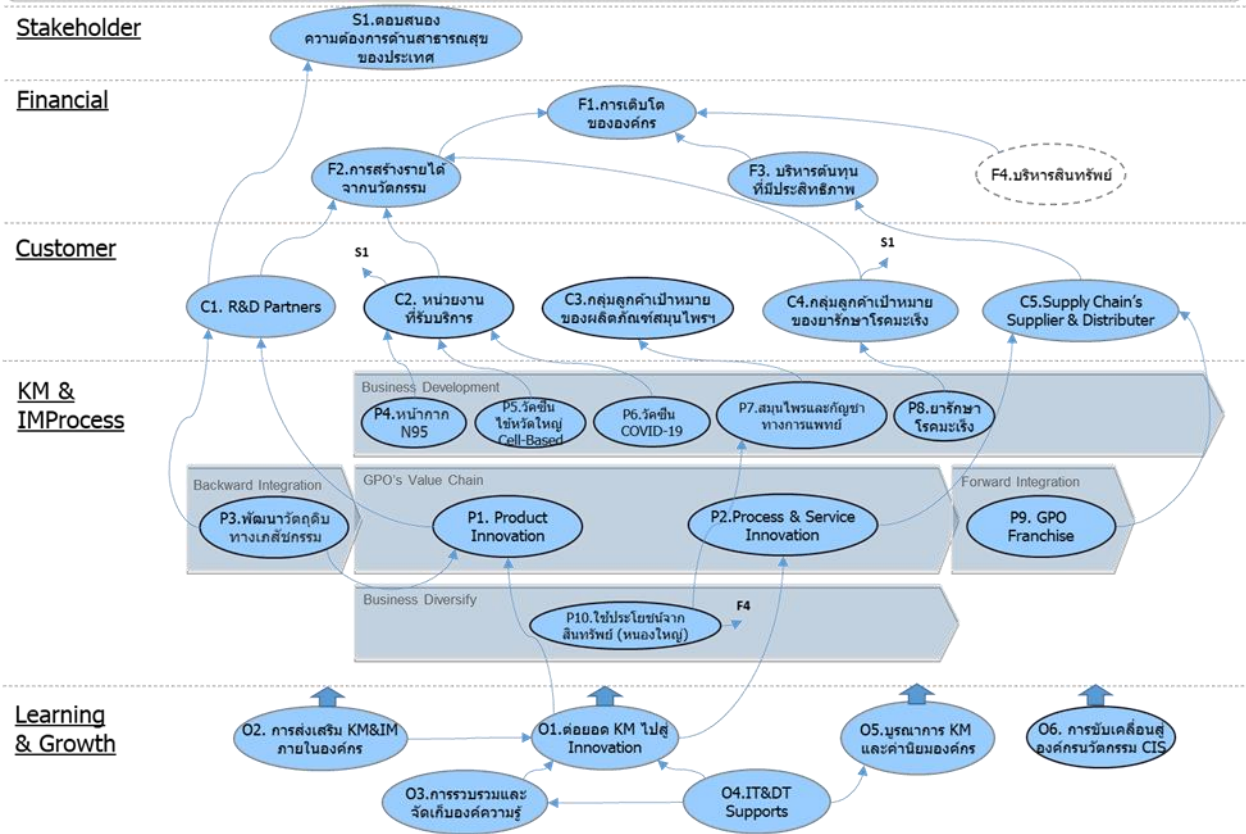 Stakeholder
S1.ตอบสนอง
ความต้องการด้านสาธารณสุข
ของประเทศ
Financial
F1.การเติบโต
ขององค์กร
F2.การสร้างรายได้
จากนวัตกรรม
F3. บริหารต้นทุน
ที่มีประสิทธิภาพ
F4.บริหารสินทรัพย์
Customer
S1
S1
C1. R&D Partners
C2. หน่วยงาน
ที่รับบริการ
C3.กลุ่มลูกค้าเป้าหมาย
ของผลิตภัณฑ์สมุนไพรฯ
C4.กลุ่มลูกค้าเป้าหมาย
ของยารักษาโรคมะเร็ง
C5.Supply Chain's
Supplier & Distributer
KM &
IMProcess
Business Development
P4.หน้ากาก
N95
P5.วัคซีน
ไข้หวัดใหญ่
Cell-Based
P6.วัคซีน
COVID-19
P7.สมุนไพรและกัญชา
ทางการแพทย์
P8.ยารักษา
โรคมะเร็ง
Backward Integration
P3.พัฒนาวัตถุดิบ
ทางเภสัชกรรม
GPO's Value Chain
P1. Product
Innovation
P2.Process & Service
Innovation
Forward Integration
P9. GPO
Franchise
Business Diversify
P10.ใช้ประโยชน์จาก
สินทรัพย์ (หนองใหญ่)
F4
Learning
& Growth
O2. การส่งเสริม KM&IM
ภายในองค์กร
O1.ต่อยอด KM ไปสู่
Innovation
O5.บูรณาการ KM
และค่านิยมองค์กร
O6. การขับเคลื่อนสู่
องค์กรนวัตกรรม CIS
O3.การรวบรวมและ
จัดเก็บองค์ความรู้
O4.IT&DT
Supports